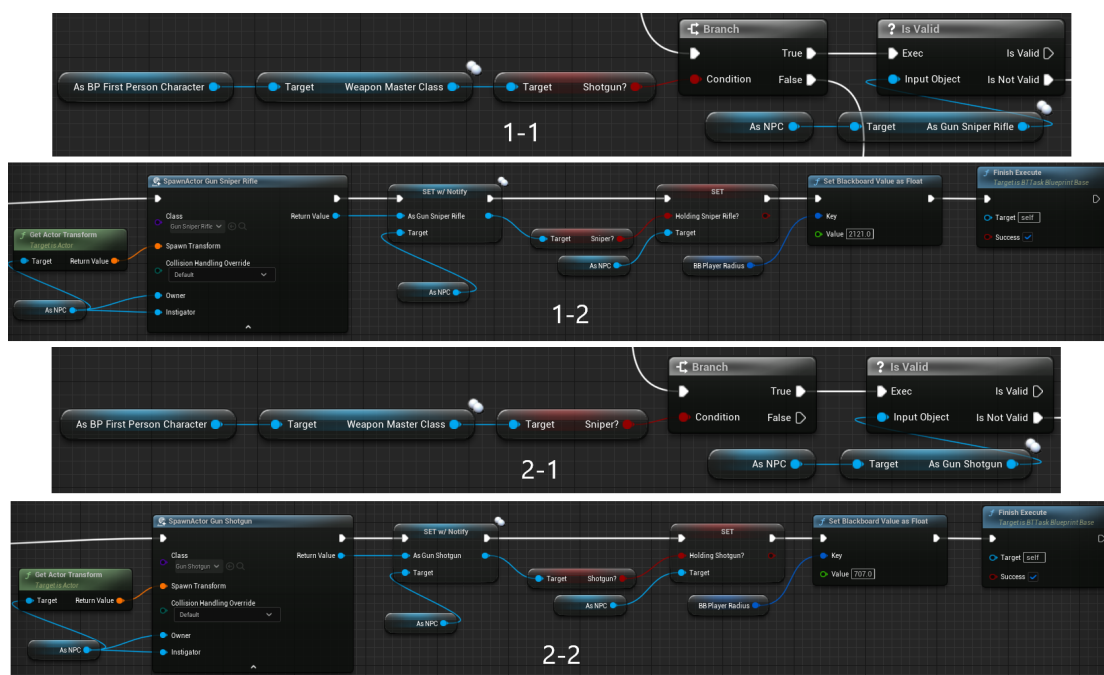 Branch
? Is Valid
True
Exec
Is Valid
As BP First Person Character
Target
Weapon Master Class
Target
Shotgun?
Condition
False
Input Object
Is Not Valid
As NPC
Target
As Gun Sniper Rifle
1-1
SpawnActor Gun Sniper Rifle
SET w/ Notify
SET
Set Blackboard Value as Float
Finish Execute
Target is BTTask Blueprint Base
Class
Gun Sniper Rifle
Return Value
As Gun Sniper Rifle
Holding Sniper Rifle?
Key
Target
self
Get Actor Transform
Target is Actor
Target
Return Value
Spawn Transform
Target
Target
Sniper?
Target
Value
2121.0
Success
Collision Handling Override
Default
As NPC
BB Player Radius
As NPC
Owner
Instigator
As NPC
1-2
Branch
? Is Valid
True
Exec
Is Valid
As BP First Person Character
Target
Weapon Master Class
Target
Sniper?
Condition
False
Input Object
Is Not Valid
As NPC
Target
As Gun Shotgun
2-1
SpawnActor Gun Shotgun
SET w/ Notify
SET
Set Blackboard Value as Float
Finish Execute
Target is BTTask Blueprint Base
Class
Gun Shotgun
Return Value
As Gun Shotgun
Holding Shotgun?
Key
Target
self
Get Actor Transform
Target is Actor
Target
Return Value
Spawn Transform
Target
Target
Shotgun?
Target
Value
707.0
Success
Collision Handling Override
Default
As NPC
BB Player Radius
As NPC
Owner
Instigator
As NPC
2-2